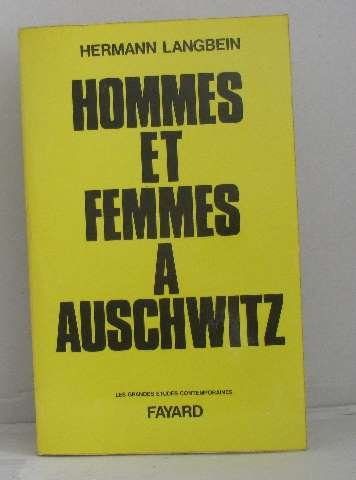 HERMANN LANGBEIN
HOMMES
ET
FEMMES
A
AUSCHWITZ
LES GRANDES ETUDES CONTEMPORAINES
FAYARD